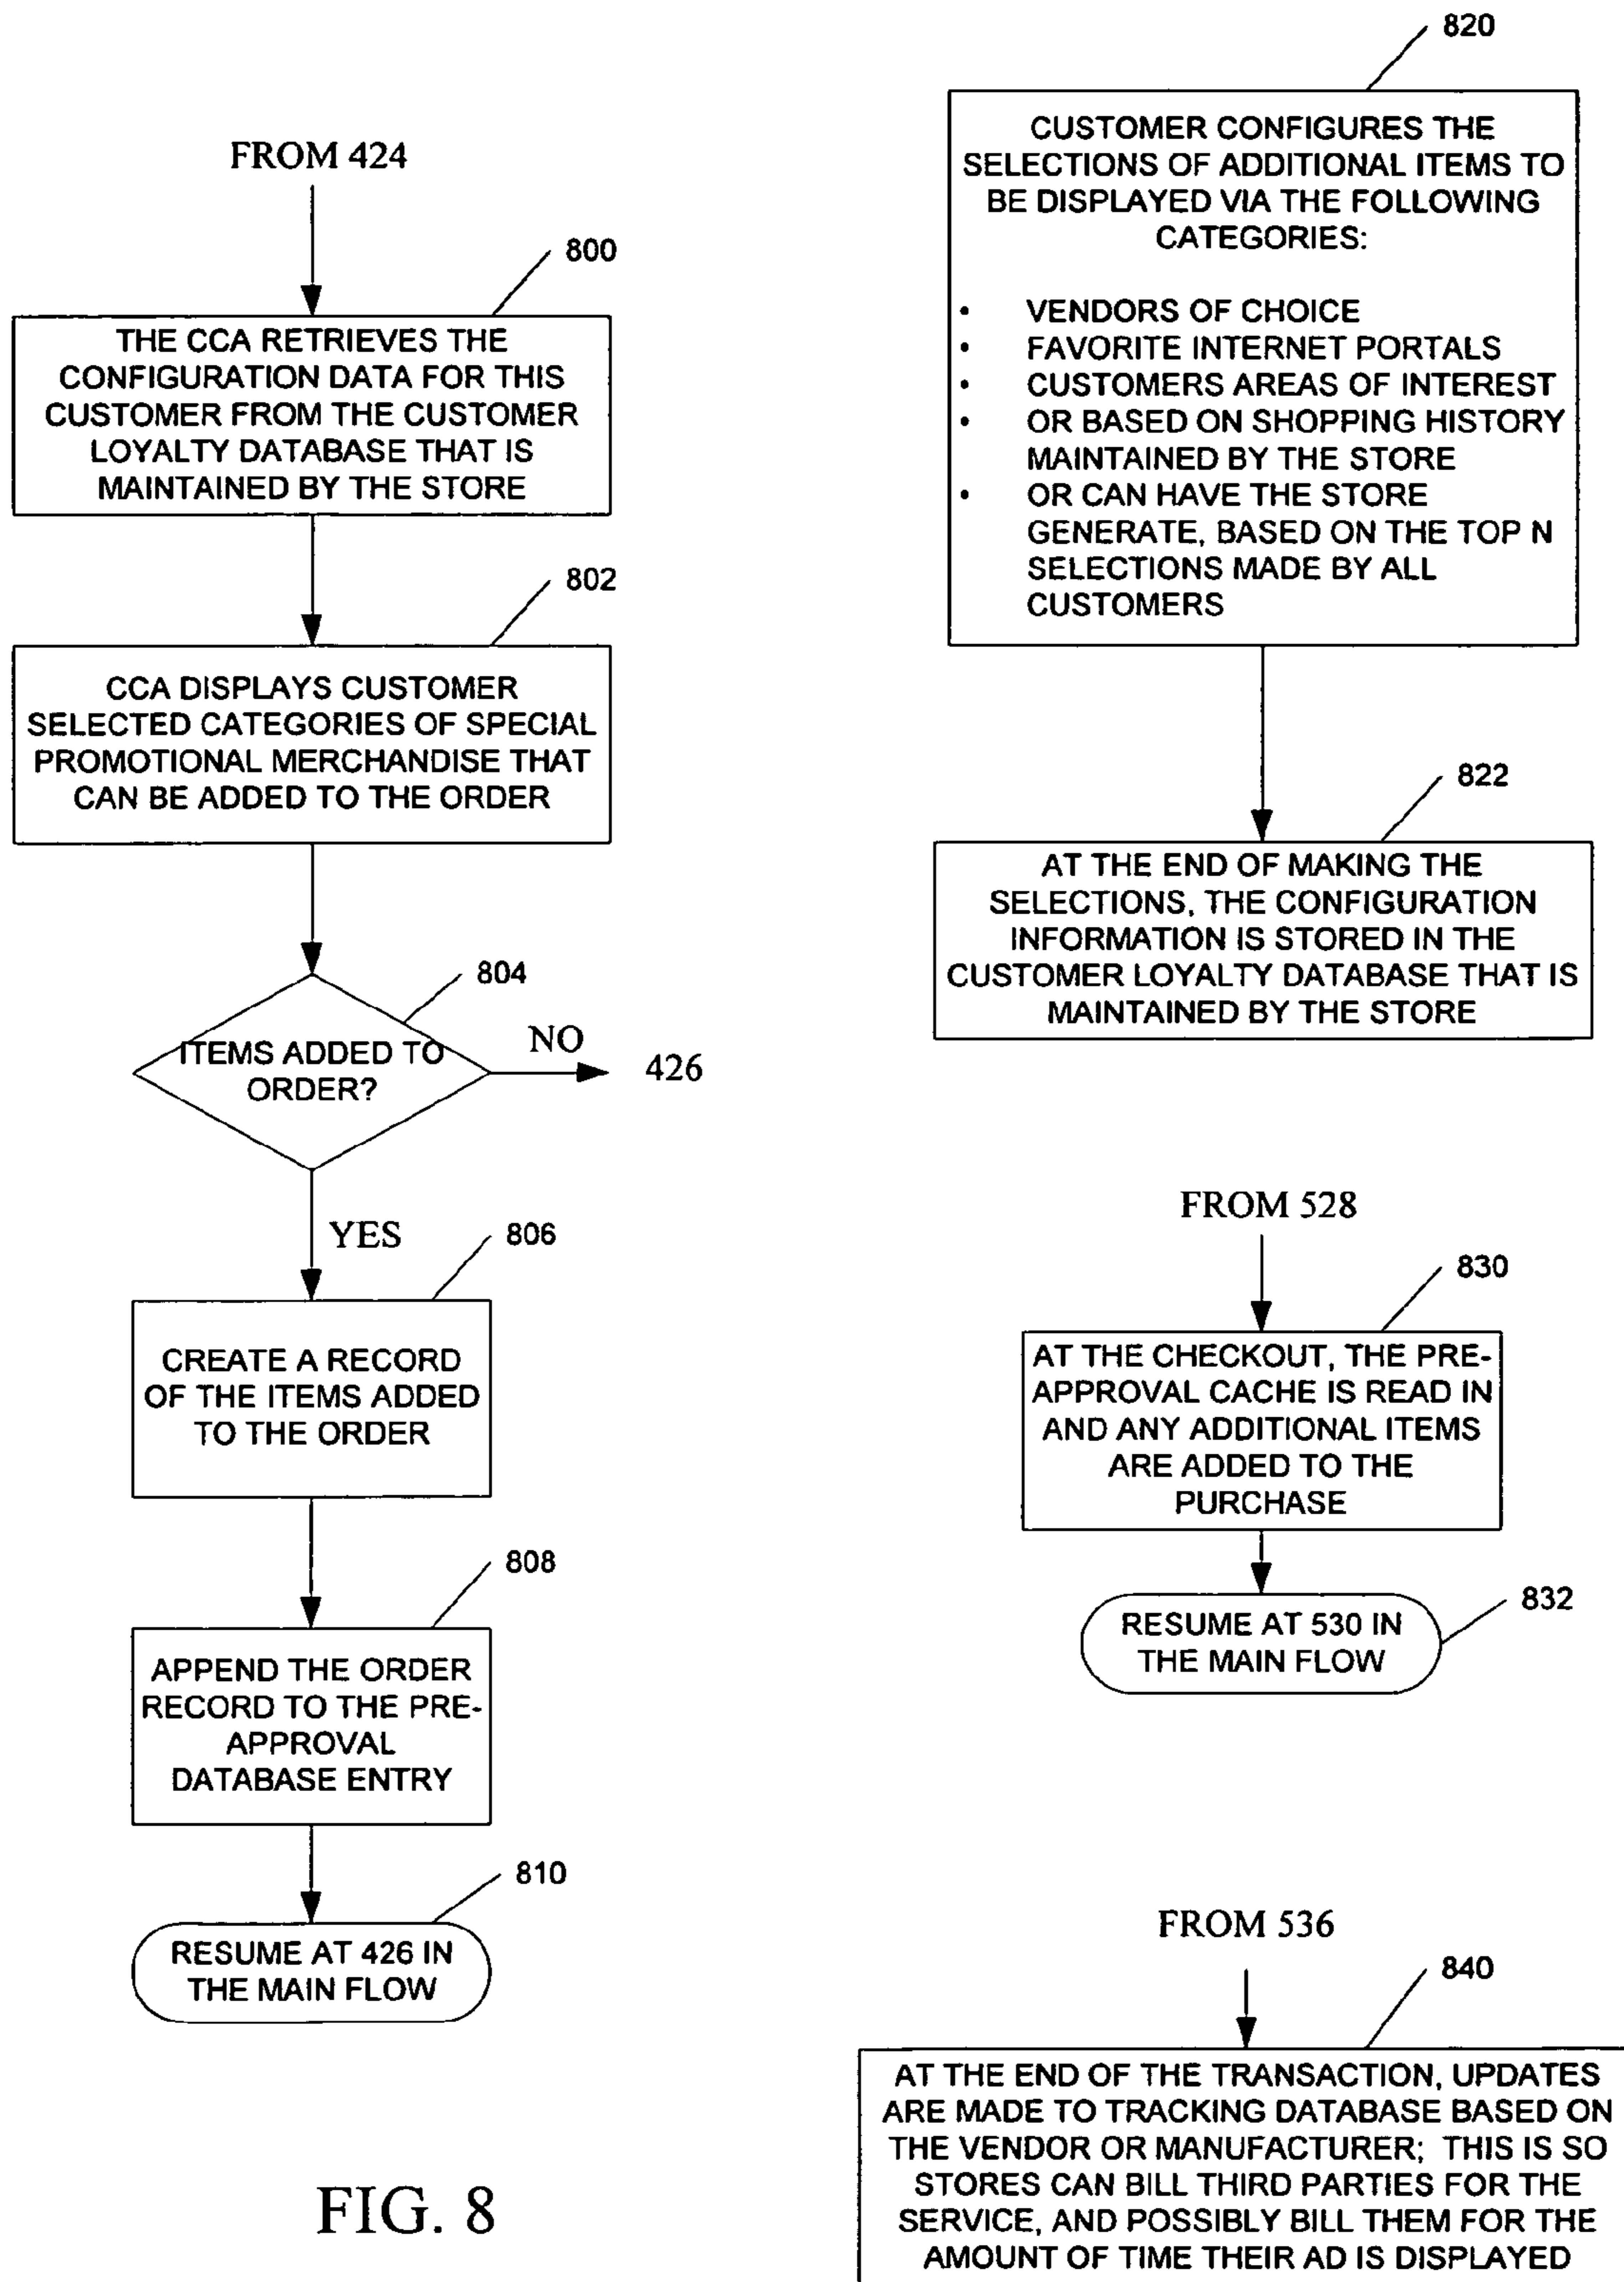 FROM 424
800
THE CCA RETRIEVES THE
CONFIGURATION DATA FOR THIS
CUSTOMER FROM THE CUSTOMER
LOYALTY DATABASE THAT IS
MAINTAINED BY THE STORE
802
CCA DISPLAYS CUSTOMER
SELECTED CATEGORIES OF SPECIAL
PROMOTIONAL MERCHANDISE THAT
CAN BE ADDED TO THE ORDER
804
ITEMS ADDED TO
ORDER?
NO
426
YES
806
CREATE A RECORD
OF THE ITEMS ADDED
TO THE ORDER
808
APPEND THE ORDER
RECORD TO THE PRE-
APPROVAL
DATABASE ENTRY
810
RESUME AT 426 IN
THE MAIN FLOW
FIG. 8
820
CUSTOMER CONFIGURES THE
SELECTIONS OF ADDITIONAL ITEMS TO
BE DISPLAYED VIA THE FOLLOWING
CATEGORIES:
• VENDORS OF CHOICE
• FAVORITE INTERNET PORTALS
• CUSTOMERS AREAS OF INTEREST
• OR BASED ON SHOPPING HISTORY
MAINTAINED BY THE STORE
• OR CAN HAVE THE STORE
GENERATE, BASED ON THE TOP N
SELECTIONS MADE BY ALL
CUSTOMERS
822
AT THE END OF MAKING THE
SELECTIONS, THE CONFIGURATION
INFORMATION IS STORED IN THE
CUSTOMER LOYALTY DATABASE THAT IS
MAINTAINED BY THE STORE
FROM 528
830
AT THE CHECKOUT, THE PRE-
APPROVAL CACHE IS READ IN
AND ANY ADDITIONAL ITEMS
ARE ADDED TO THE
PURCHASE
832
RESUME AT 530 IN
THE MAIN FLOW
FROM 536
840
AT THE END OF THE TRANSACTION, UPDATES
ARE MADE TO TRACKING DATABASE BASED ON
THE VENDOR OR MANUFACTURER; THIS IS SO
STORES CAN BILL THIRD PARTIES FOR THE
SERVICE, AND POSSIBLY BILL THEM FOR THE
AMOUNT OF TIME THEIR AD IS DISPLAYED